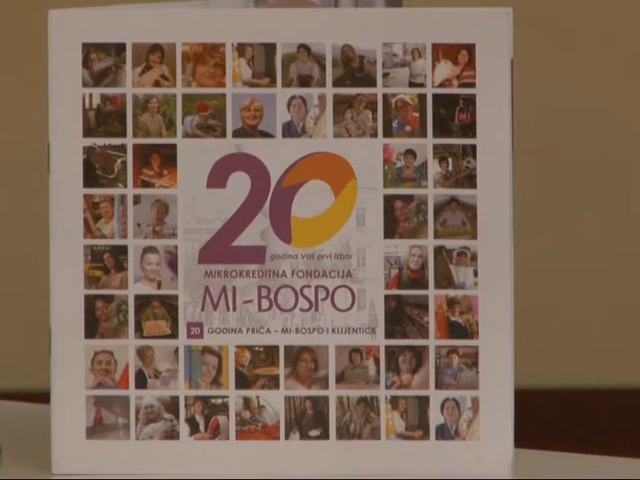 20
godina Vaš prvi izbor
MIKROKREDITNA FONDACIJA
MI-BOSPO
20 GODINA PRIČA - MI-BOSPO I KLIJENTICE